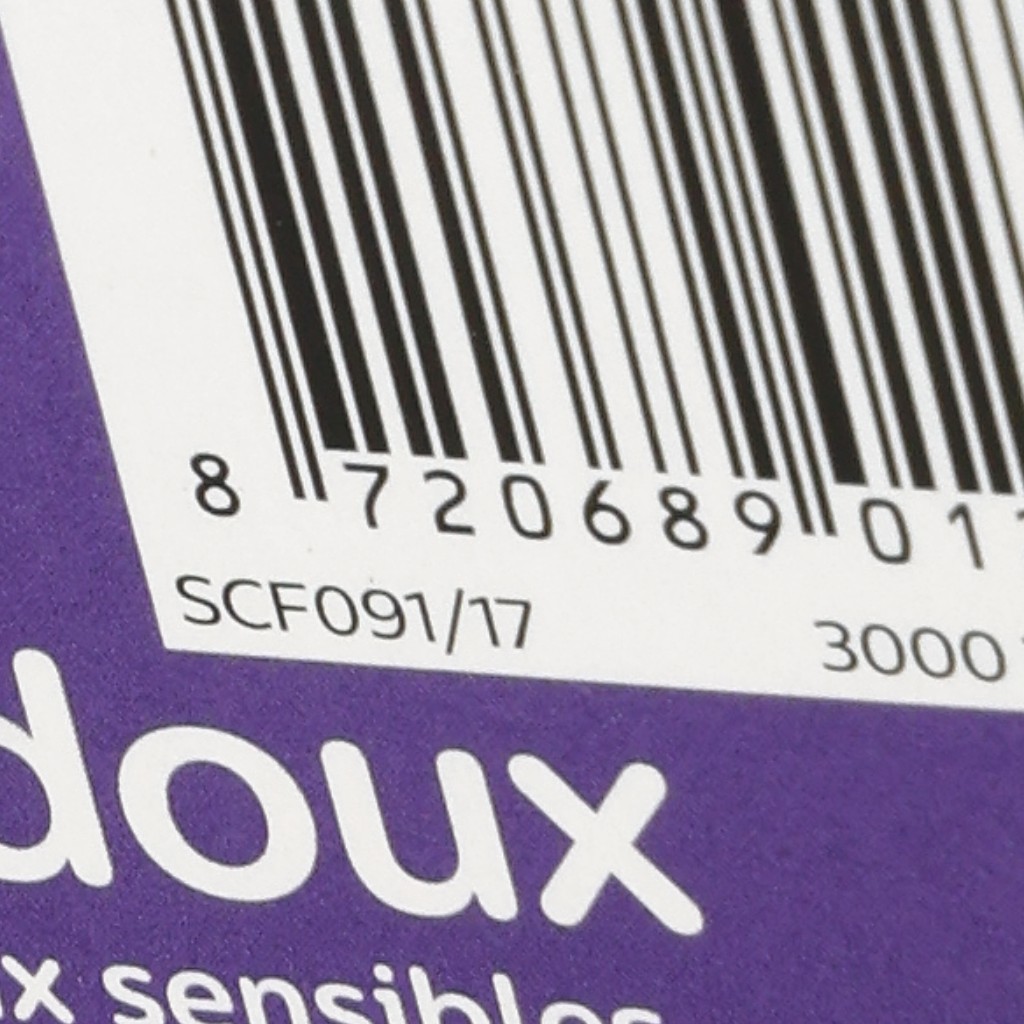 8 720689 01
SCF091/17 3000
doux
sensibles